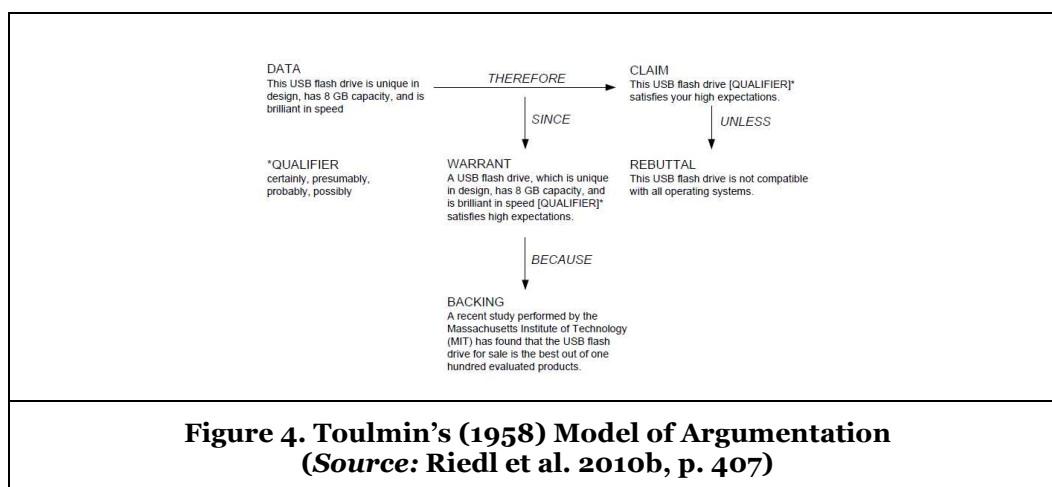 DATA
This USB flash drive is unique in
design, has 8 GB capacity, and is
brilliant in speed
THEREFORE
CLAIM
This USB flash drive [QUALIFIER]*
satisfies your high expectations.
SINCE
UNLESS
*QUALIFIER
certainly, presumably,
probably, possibly
WARRANT
A USB flash drive, which is unique
in design, has 8 GB capacity, and
is brilliant in speed [QUALIFIER]*
satisfies high expectations.
REBUTTAL
This USB flash drive is not compatible
with all operating systems.
BECAUSE
BACKING
A recent study performed by the
Massachusetts Institute of Technology
(MIT) has found that the USB flash
drive for sale is the best out of one
hundred evaluated products.
Figure 4. Toulmin’s (1958) Model of Argumentation
(Source: Riedl et al. 2010b, p. 407)